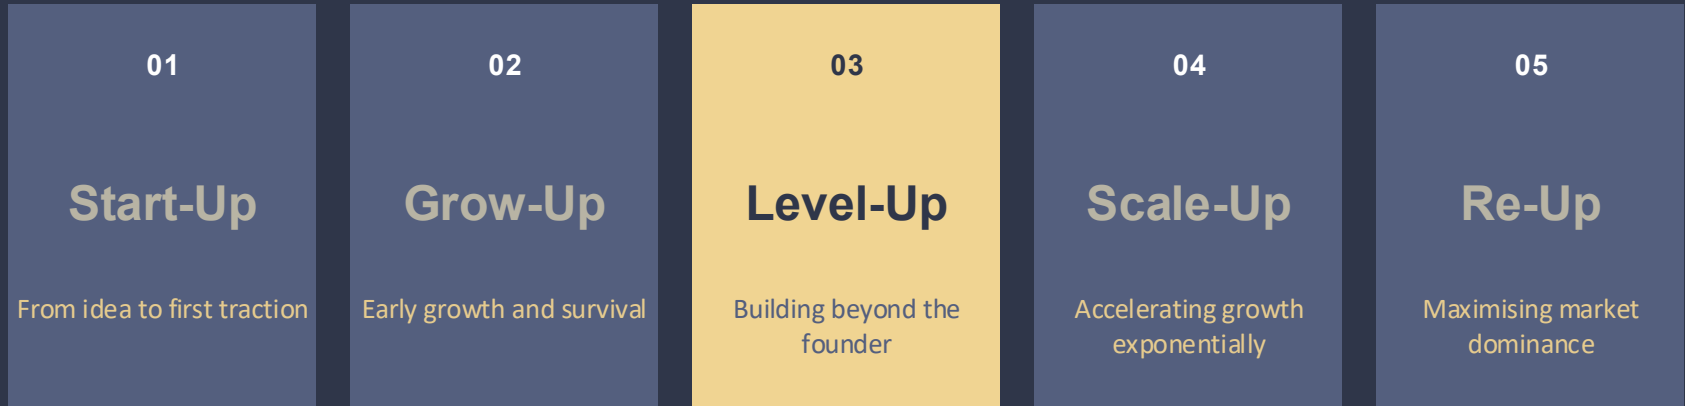 01
Start-Up
From idea to first traction
02
Grow-Up
Early growth and survival
03
Level-Up
Building beyond the
founder
04
Scale-Up
Accelerating growth
exponentially
05
Re-Up
Maximising market
dominance